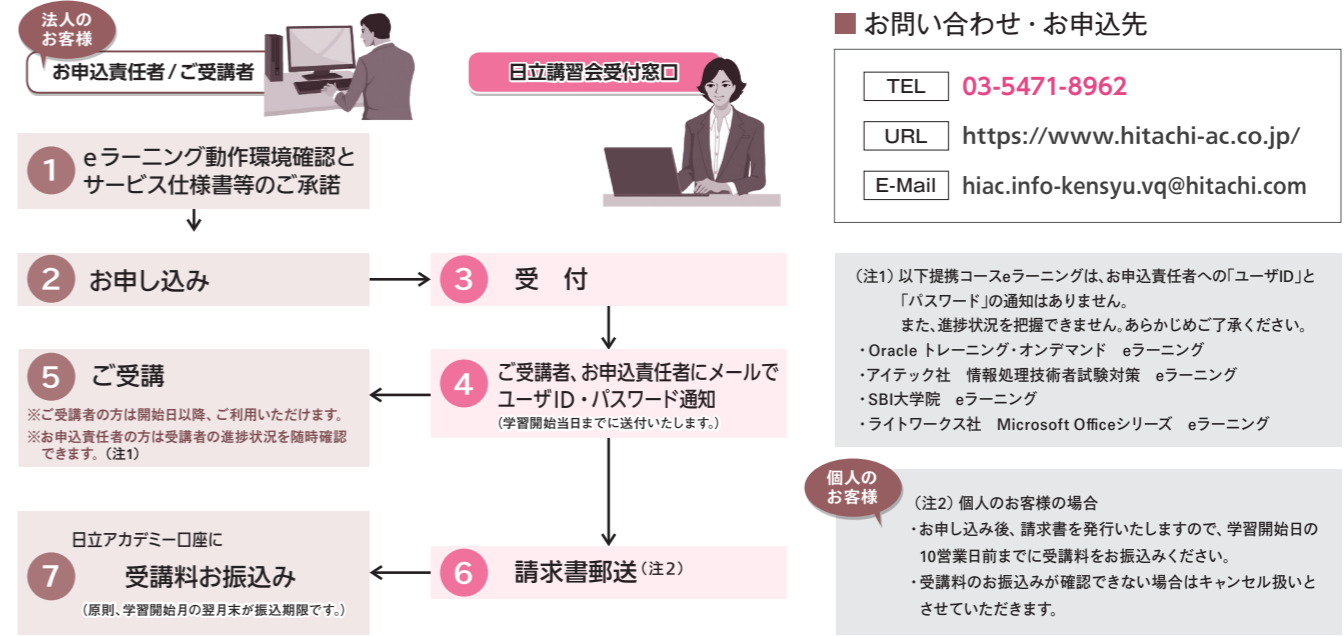 法人の
お客様
お申込責任者/ご受講者
日立講習会受付窓口
1
eラーニング動作環境確認と
サービス仕様書等のご承諾
2
お申し込み
3
受　付
4
ご受講者、お申込責任者にメールで
ユーザID・パスワード通知
(学習開始当日までに送付いたします。)
5
ご受講
※ご受講者の方は開始日以降、ご利用いただけます。
※お申込責任者の方は受講者の進捗状況を随時確認
できます。(注1)
6
請求書郵送(注2)
7
日立アカデミー口座に
受講料お振込み
(原則、学習開始月の翌月末が振込期限です。)
■ お問い合わせ・お申込先
TEL 03-5471-8962
URL https://www.hitachi-ac.co.jp/
E-Mail hiac.info-kensyu.vq@hitachi.com
(注1) 以下提携コースeラーニングは、お申込責任者への「ユーザID」と
「パスワード」の通知はありません。
また、進捗状況を把握できません。あらかじめご了承ください。
・Oracle トレーニング・オンデマンド　eラーニング
・アイテック社　情報処理技術者試験対策　eラーニング
・SBI大学院　eラーニング
・ライトワークス社　Microsoft Officeシリーズ　eラーニング
個人の
お客様
(注2) 個人のお客様の場合
・お申し込み後、請求書を発行いたしますので、学習開始日の
10営業日前までに受講料をお振込みください。
・受講料のお振込みが確認できない場合はキャンセル扱いと
させていただきます。